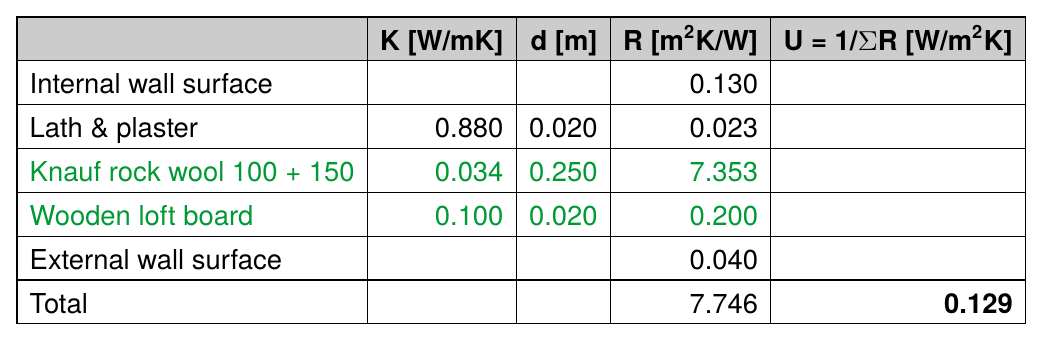 K [W/mK] d [m] R [m²K/W] U = 1/ΣR [W/m²K]
Internal wall surface 0.130
Lath & plaster 0.880 0.020 0.023
Knauf rock wool 100 + 150 0.034 0.250 7.353
Wooden loft board 0.100 0.020 0.200
External wall surface 0.040
Total 7.746 0.129